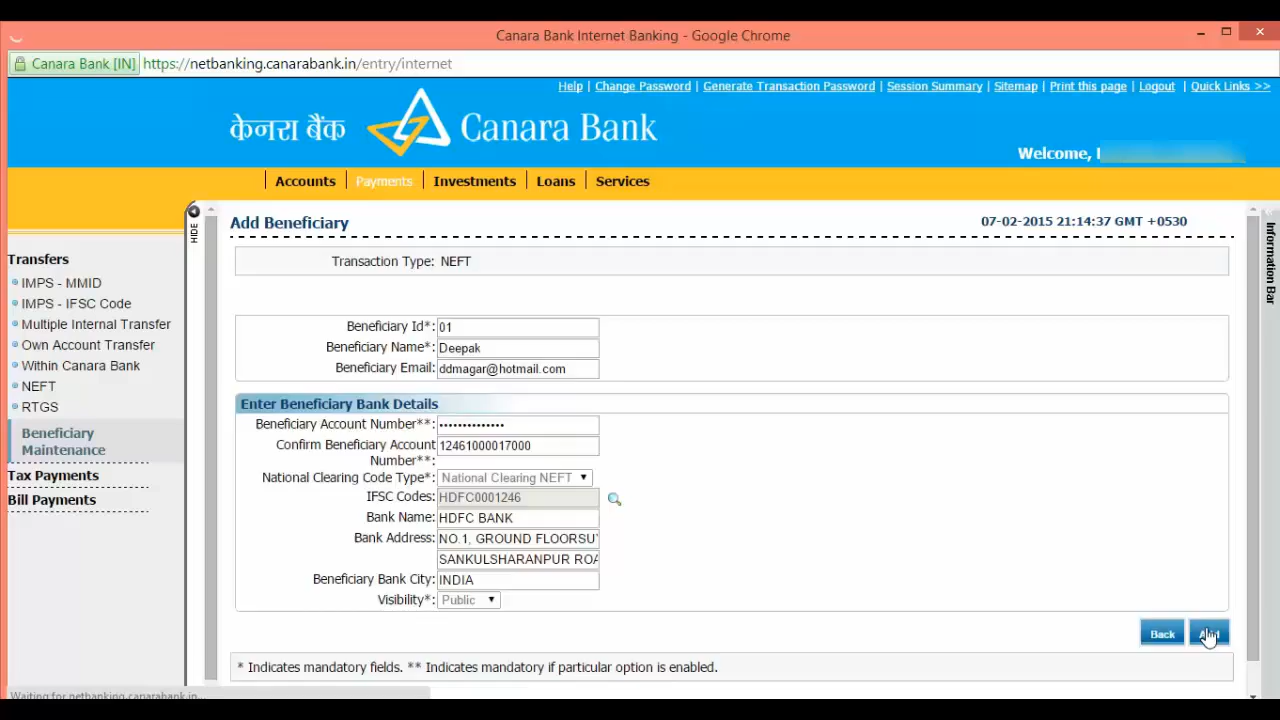 Canara Bank Internet Banking - Google Chrome
Canara Bank [IN] https://netbanking.canarabank.in/entry/internet
Help | Change Password | Generate Transaction Password | Session Summary | Sitemap | Print this page | Logout | Quick Links >>
केनरा बैंक Canara Bank
Welcome,
Accounts Payments Investments Loans Services
HIDE
Add Beneficiary 07-02-2015 21:14:37 GMT +0530
Information Bar
Transaction Type: NEFT
Transfers
IMPS - MMID
IMPS - IFSC Code
Multiple Internal Transfer
Own Account Transfer
Within Canara Bank
NEFT
RTGS
Beneficiary
Maintenance
Tax Payments
Bill Payments
Beneficiary Id*: 01
Beneficiary Name*: Deepak
Beneficiary Email: ddmagar@hotmail.com
Enter Beneficiary Bank Details
Beneficiary Account Number**: ••••••••••••••
Confirm Beneficiary Account 12461000017000
Number**:
National Clearing Code Type*: National Clearing NEFT
IFSC Codes: HDFC0001246
Bank Name: HDFC BANK
Bank Address: NO.1, GROUND FLOORSU
SANKULSHARANPUR ROA
Beneficiary Bank City: INDIA
Visibility*: Public
Back Add
* Indicates mandatory fields. ** Indicates mandatory if particular option is enabled.
Waiting for netbanking.canarabank.in...